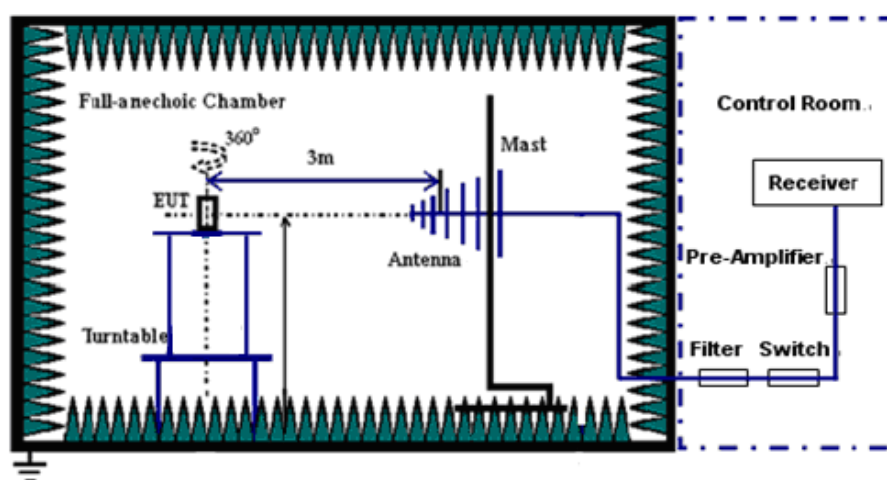 Full-anechoic Chamber
360°
3m
EUT
Antenna
Turntable
Mast
Control Room
Receiver
Pre-Amplifier
Filter
Switch